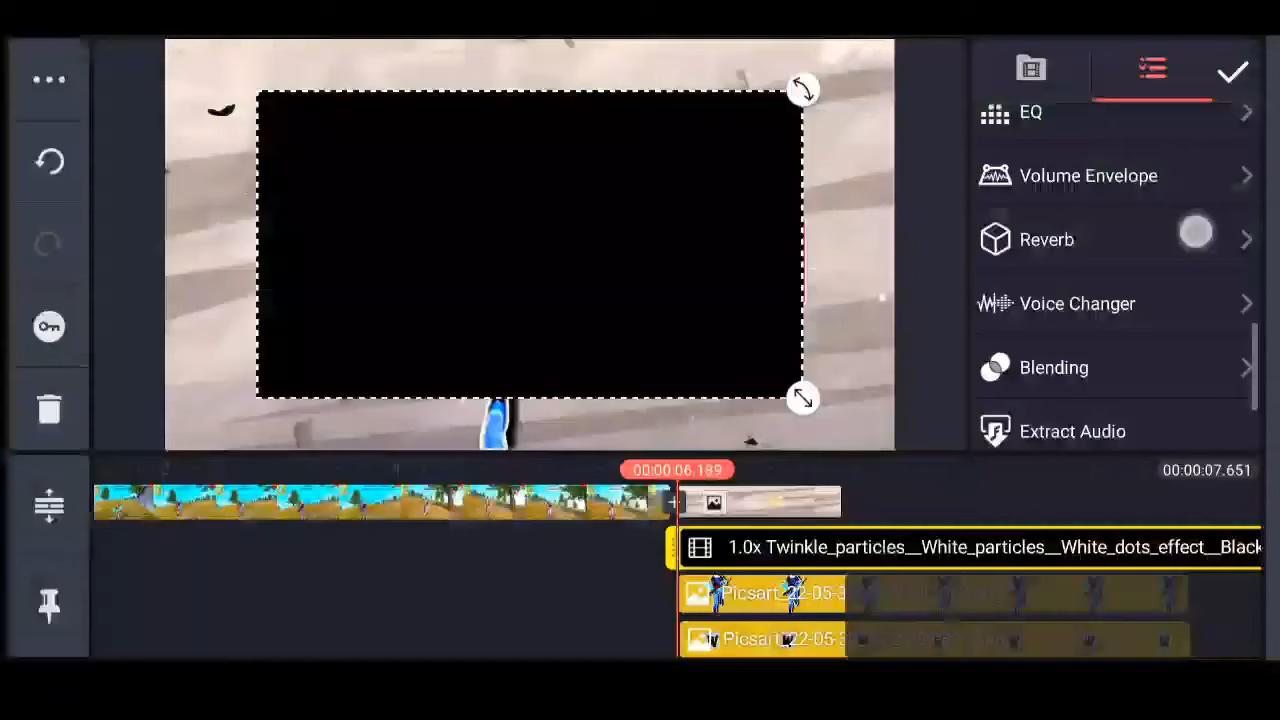 EQ
Volume Envelope
Reverb
Voice Changer
Blending
Extract Audio
00:00:06.189
00:00:07.651
1.0x Twinkle_particles__White_particles__White_dots_effect__Black
Picsart_22-05-3
Picsart_22-05-3